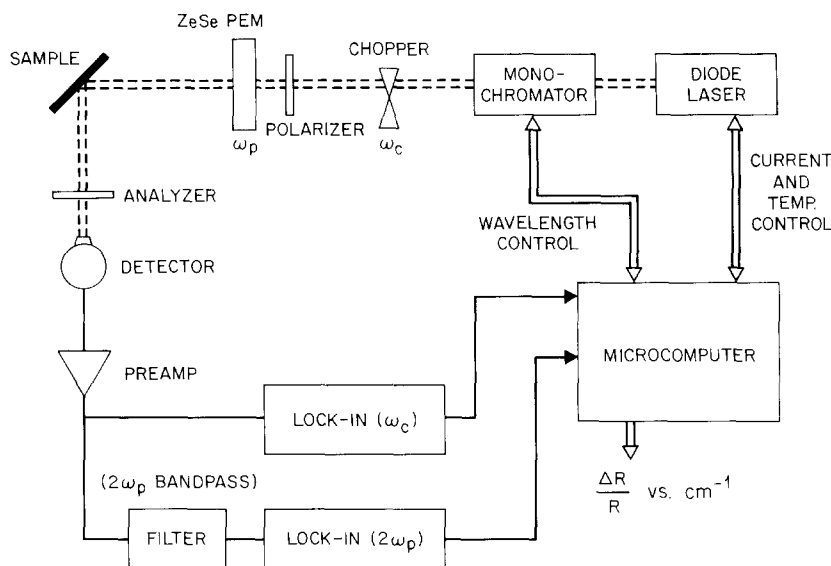 ZeSe PEM
SAMPLE
CHOPPER
MONO-
CHROMATOR
DIODE
LASER
POLARIZER
ωp
ωc
CURRENT
AND
TEMP.
CONTROL
ANALYZER
WAVELENGTH
CONTROL
DETECTOR
MICROCOMPUTER
PREAMP
LOCK-IN (ωc)
(2ωp BANDPASS)
ΔR/R vs. cm⁻¹
FILTER
LOCK-IN (2ωp)